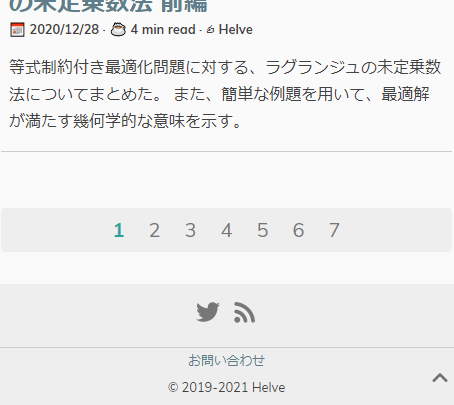 の未定乗数法 前編
2020/12/28 · 4 min read · Helve
等式制約付き最適化問題に対する、ラグランジュの未定乗数
法についてまとめた。 また、簡単な例題を用いて、最適解
が満たす幾何学的な意味を示す。
1 2 3 4 5 6 7
お問い合わせ
© 2019-2021 Helve